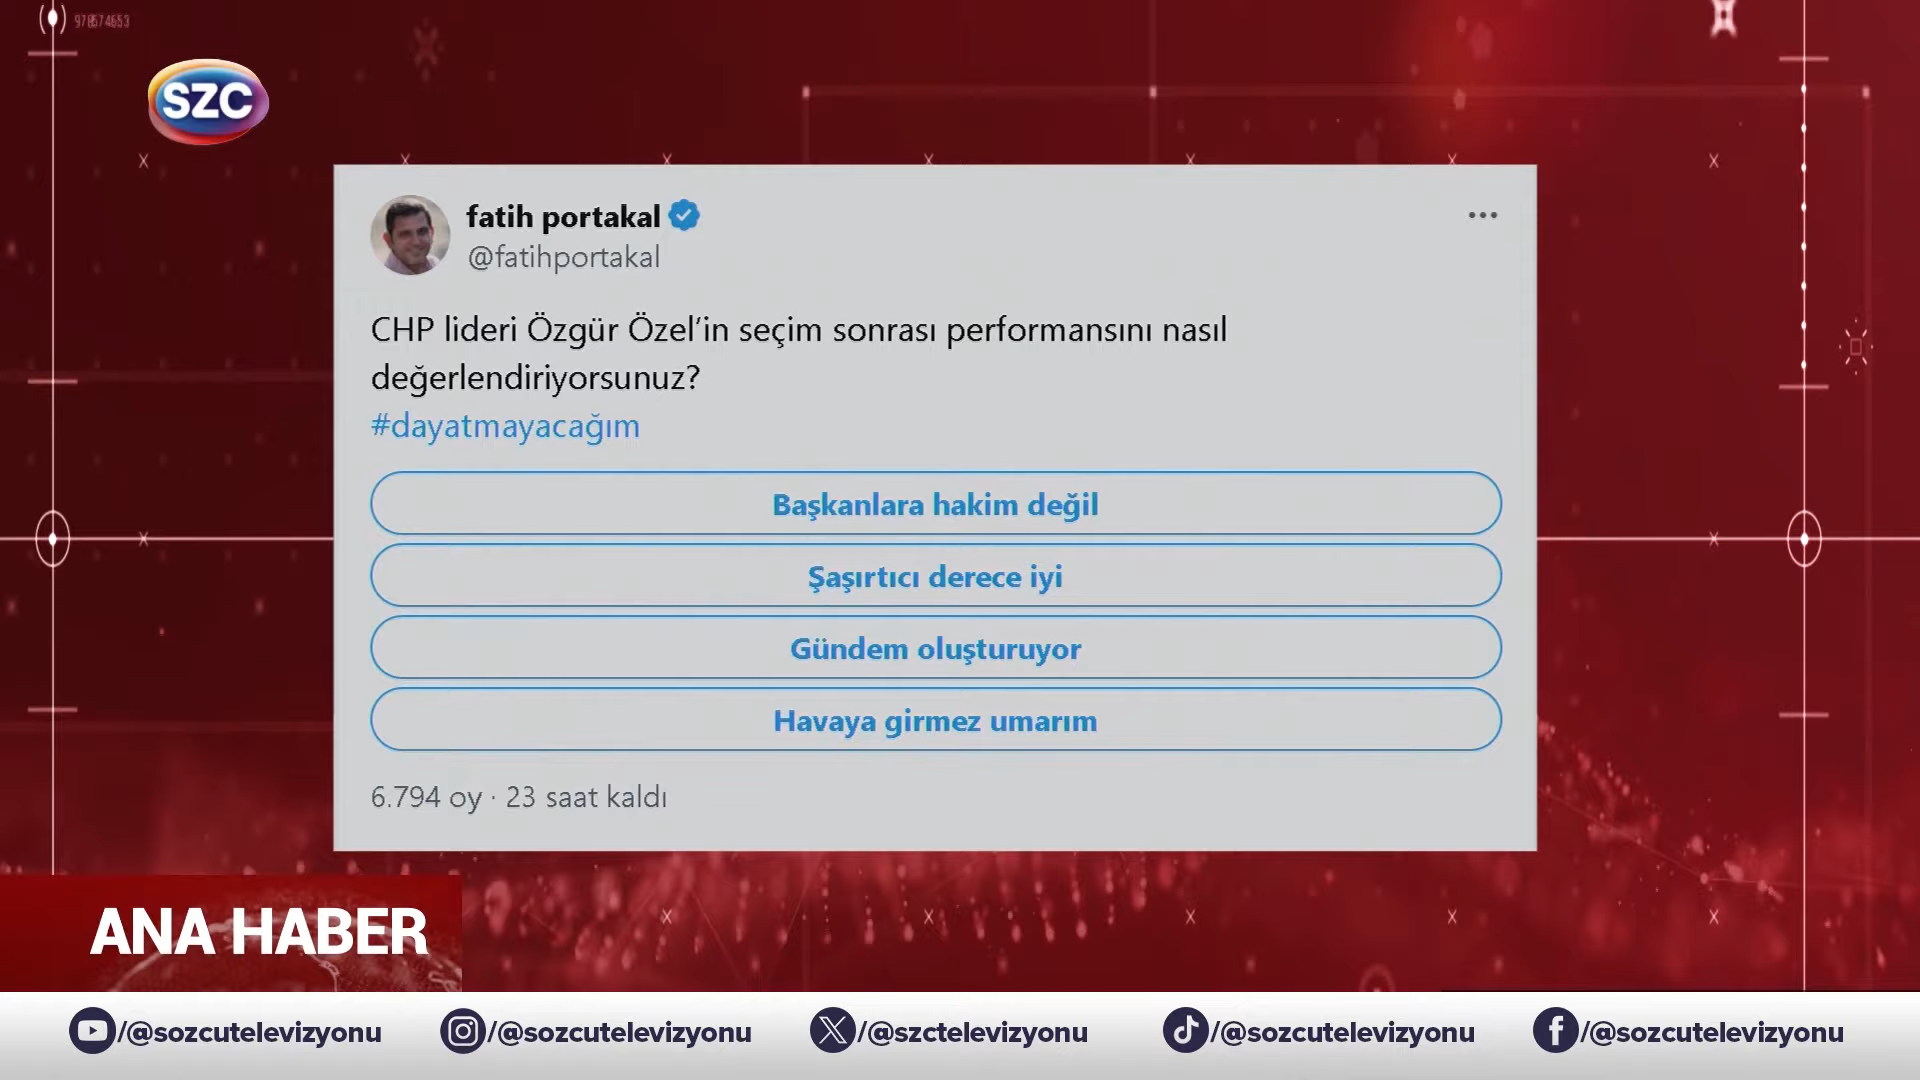 978574653
SZC
fatih portakal
@fatihportakal
CHP lideri Özgür Özel’in seçim sonrası performansını nasıl
değerlendiriyorsunuz?
#dayatmayacağım
Başkanlara hakim değil
Şaşırtıcı derece iyi
Gündem oluşturuyor
Havaya girmez umarım
6.794 oy · 23 saat kaldı
ANA HABER
/@sozcutelevizyonu
/@sozcutelevizyonu
/@szctelevizyonu
/@sozcutelevizyonu
/@sozcutelevizyonu